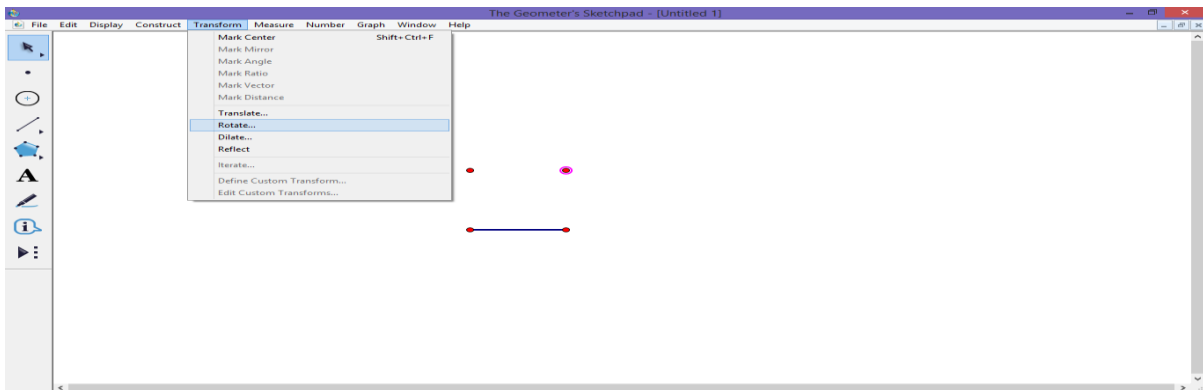 The Geometer's Sketchpad - [Untitled 1]
File Edit Display Construct Transform Measure Number Graph Window Help
Mark Center Shift+Ctrl+F
Mark Mirror
Mark Angle
Mark Ratio
Mark Vector
Mark Distance
Translate...
Rotate...
Dilate...
Reflect
Iterate...
Define Custom Transform...
Edit Custom Transforms...
A